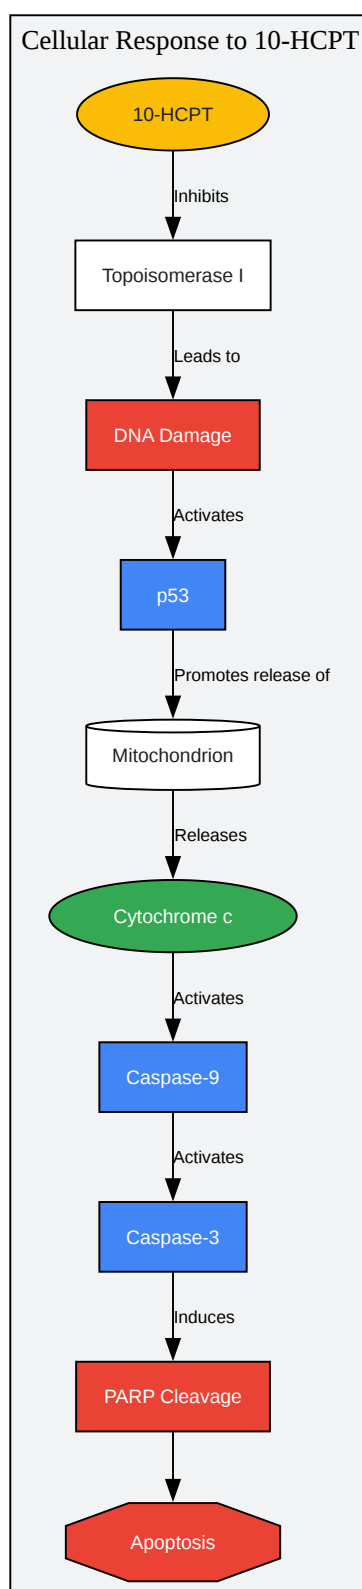 Cellular Response to 10-HCPT
10-HCPT
Inhibits
Topoisomerase I
Leads to
DNA Damage
Activates
p53
Promotes release of
Mitochondrion
Releases
Cytochrome c
Activates
Caspase-9
Activates
Caspase-3
Induces
PARP Cleavage
Apoptosis